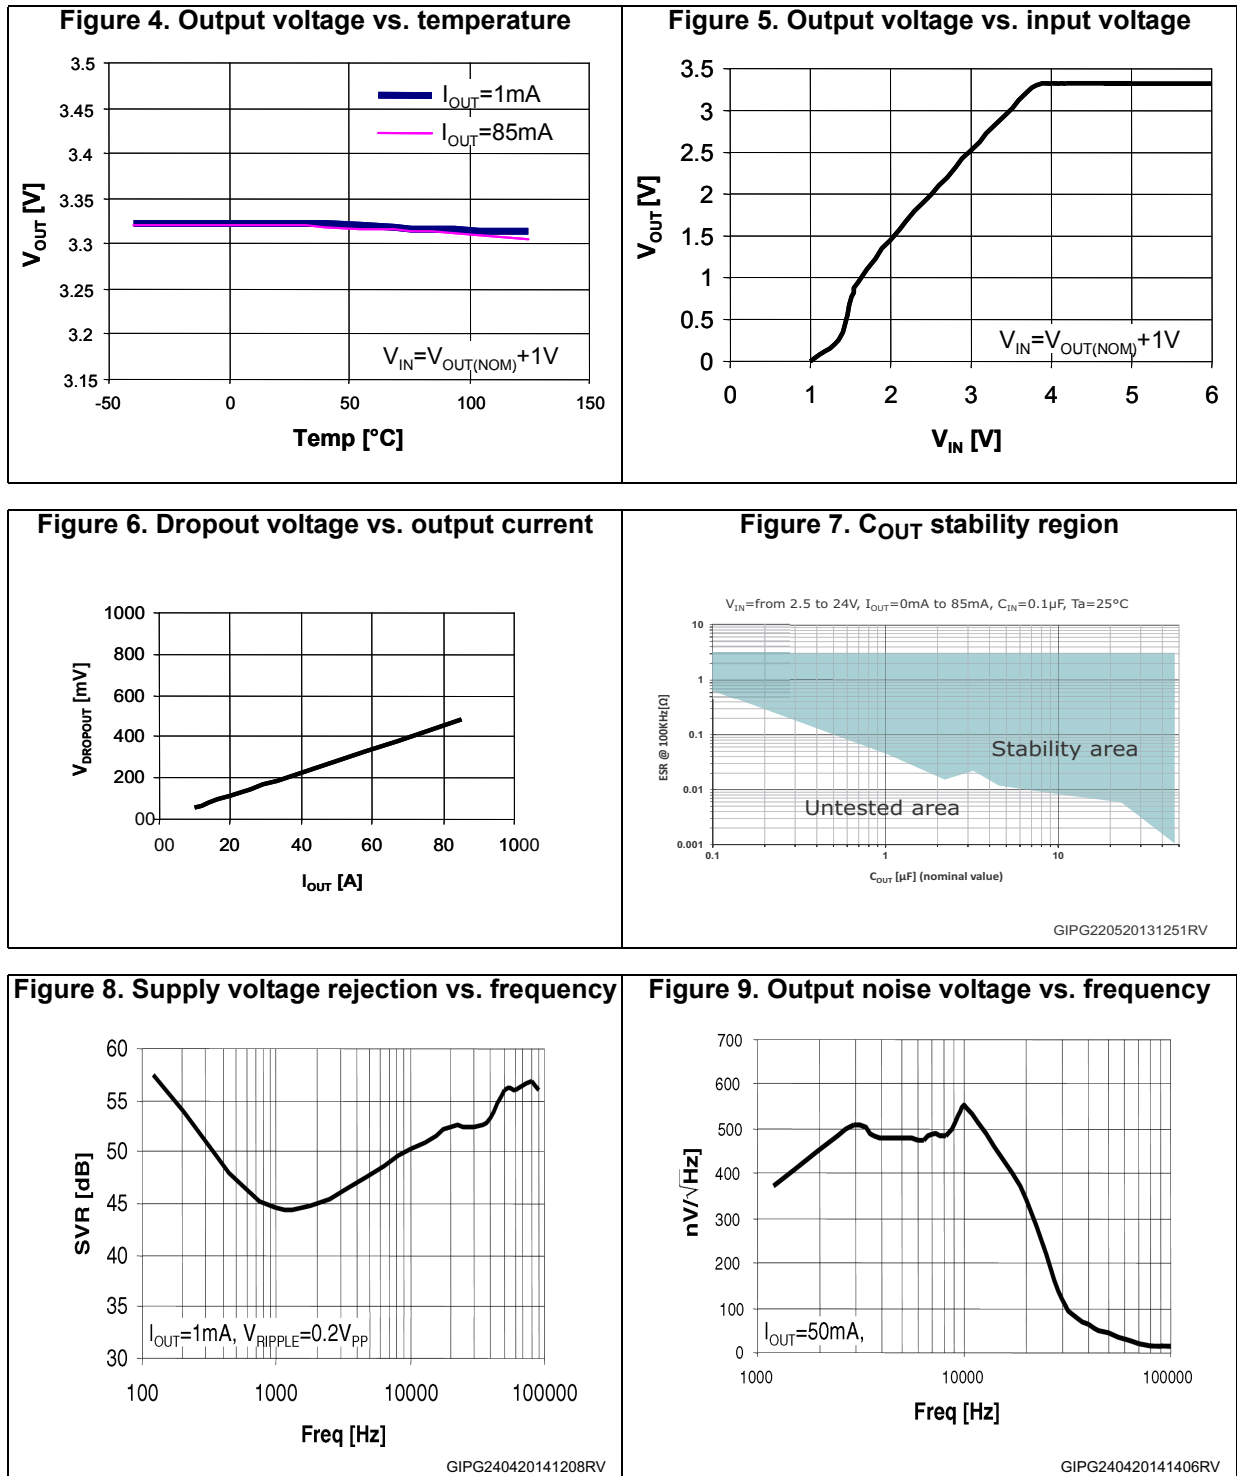 Figure 4. Output voltage vs. temperature
3.5
3.45
3.4
3.35
3.3
3.25
3.2
3.15
VOUT [V]
IOUT=1mA
IOUT=85mA
VIN=VOUT(NOM)+1V
-50 0 50 100 150
Temp [°C]
Figure 5. Output voltage vs. input voltage
3.5
3
2.5
2
1.5
1
0.5
0
VOUT [V]
VIN=VOUT(NOM)+1V
0 1 2 3 4 5 6
VIN [V]
Figure 6. Dropout voltage vs. output current
1000
800
600
400
200
00
VDROPOUT [mV]
00 20 40 60 80 1000
IOUT [A]
Figure 7. COUT stability region
VIN=from 2.5 to 24V, IOUT=0mA to 85mA, CIN=0.1µF, Ta=25°C
10
1
0.1
0.01
0.001
ESR @ 100KHz[Ω]
Stability area
Untested area
0.1 1 10
COUT [µF] (nominal value)
GIPG220520131251RV
Figure 8. Supply voltage rejection vs. frequency
60
55
50
45
40
35
30
SVR [dB]
IOUT=1mA, VRIPPLE=0.2VPP
100 1000 10000 100000
Freq [Hz]
GIPG240420141208RV
Figure 9. Output noise voltage vs. frequency
700
600
500
400
300
200
100
0
nV/√Hz]
IOUT=50mA,
1000 10000 100000
Freq [Hz]
GIPG240420141406RV